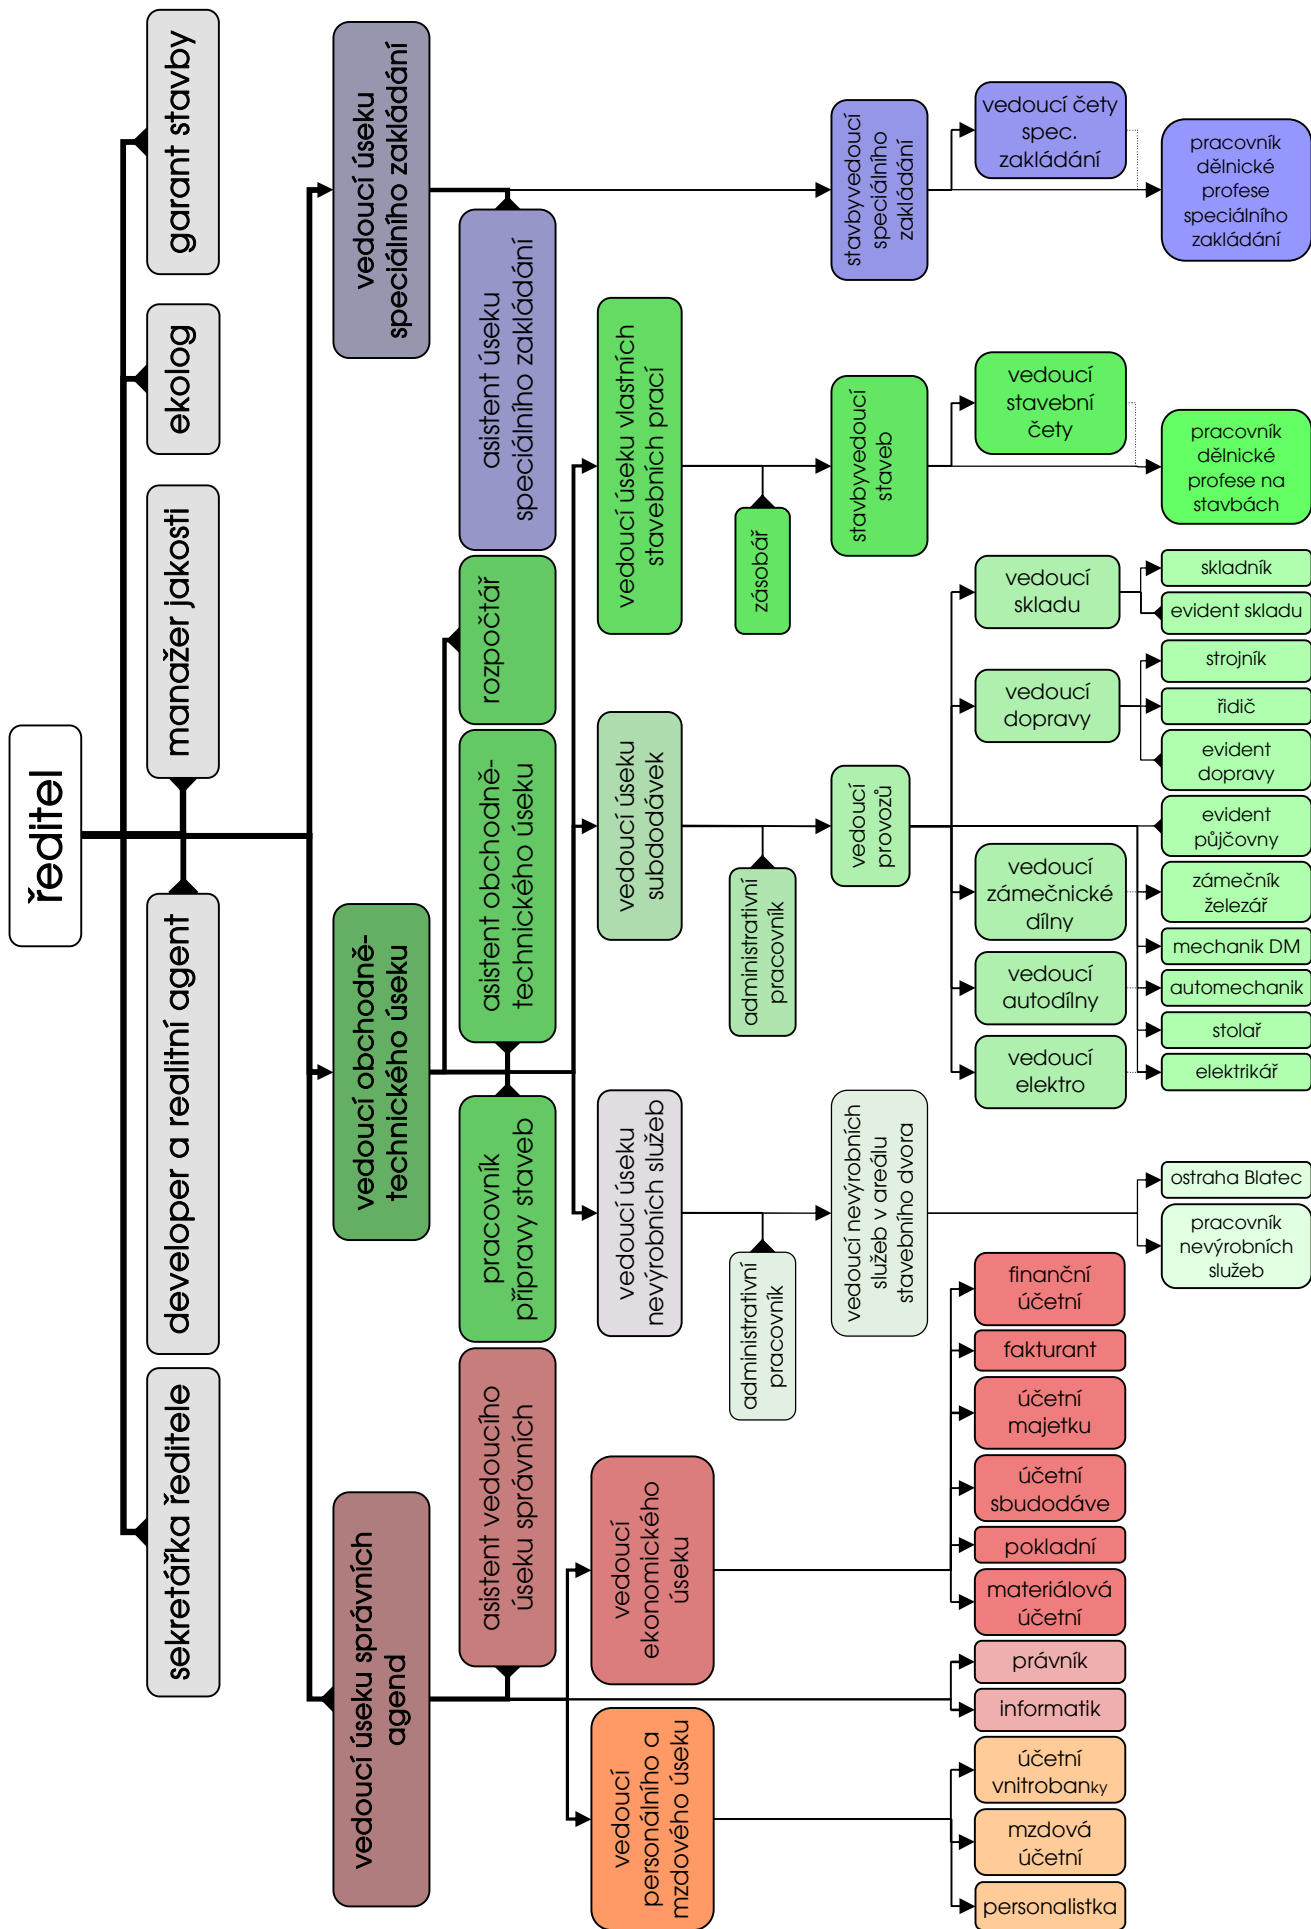 ředitel
sekretářka ředitele
developer a realitní agent
manažer jakosti
ekolog
garant stavby
vedoucí úseku správních
agend
vedoucí obchodně-
technického úseku
vedoucí úseku
speciálního zakládání
asistent vedoucího
úseku správních
pracovník
přípravy staveb
asistent obchodně-
technického úseku
rozpočtář
asistent úseku
speciálního zakládání
vedoucí
personálního a
mzdového úseku
vedoucí
ekonomického
úseku
vedoucí úseku
nevýrobních služeb
vedoucí úseku
subdodávek
vedoucí úseku vlastních
stavebních prací
administrativní
pracovník
administrativní
pracovník
zásobář
vedoucí nevýrobních
služeb v areálu
stavebního dvora
vedoucí
provozů
stavbyvedoucí
staveb
stavbyvedoucí
speciálního
zakládání
vedoucí čety
spec.
zakládání
vedoucí
stavební
čety
vedoucí
skladu
vedoucí
dopravy
vedoucí
zámečnické
dílny
vedoucí
autodílny
vedoucí
elektro
finanční
účetní
fakturant
účetní
majetku
účetní
sbudodáve
pokladní
materiálová
účetní
právník
informatik
účetní
vnitrobanky
mzdová
účetní
personalistka
pracovník
dělnické
profese
speciálního
zakládání
pracovník
dělnické
profese na
stavbách
skladník
evident skladu
strojník
řidič
evident
dopravy
evident
půjčovny
zámečník
železář
mechanik DM
automechanik
stolař
elektrikář
ostraha Blatec
pracovník
nevýrobních
služeb